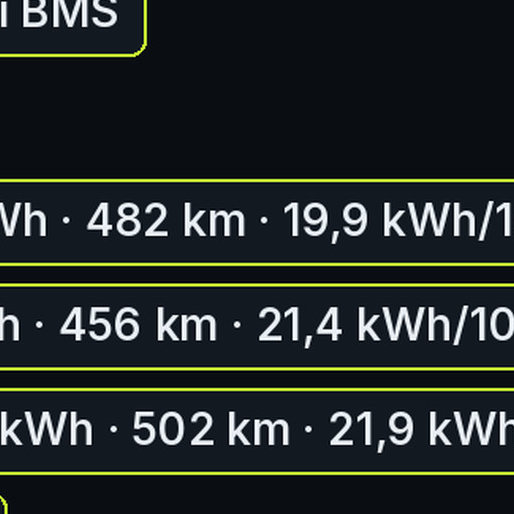 i BMS
Wh · 482 km · 19,9 kWh/1
h · 456 km · 21,4 kWh/10
kWh · 502 km · 21,9 kWh